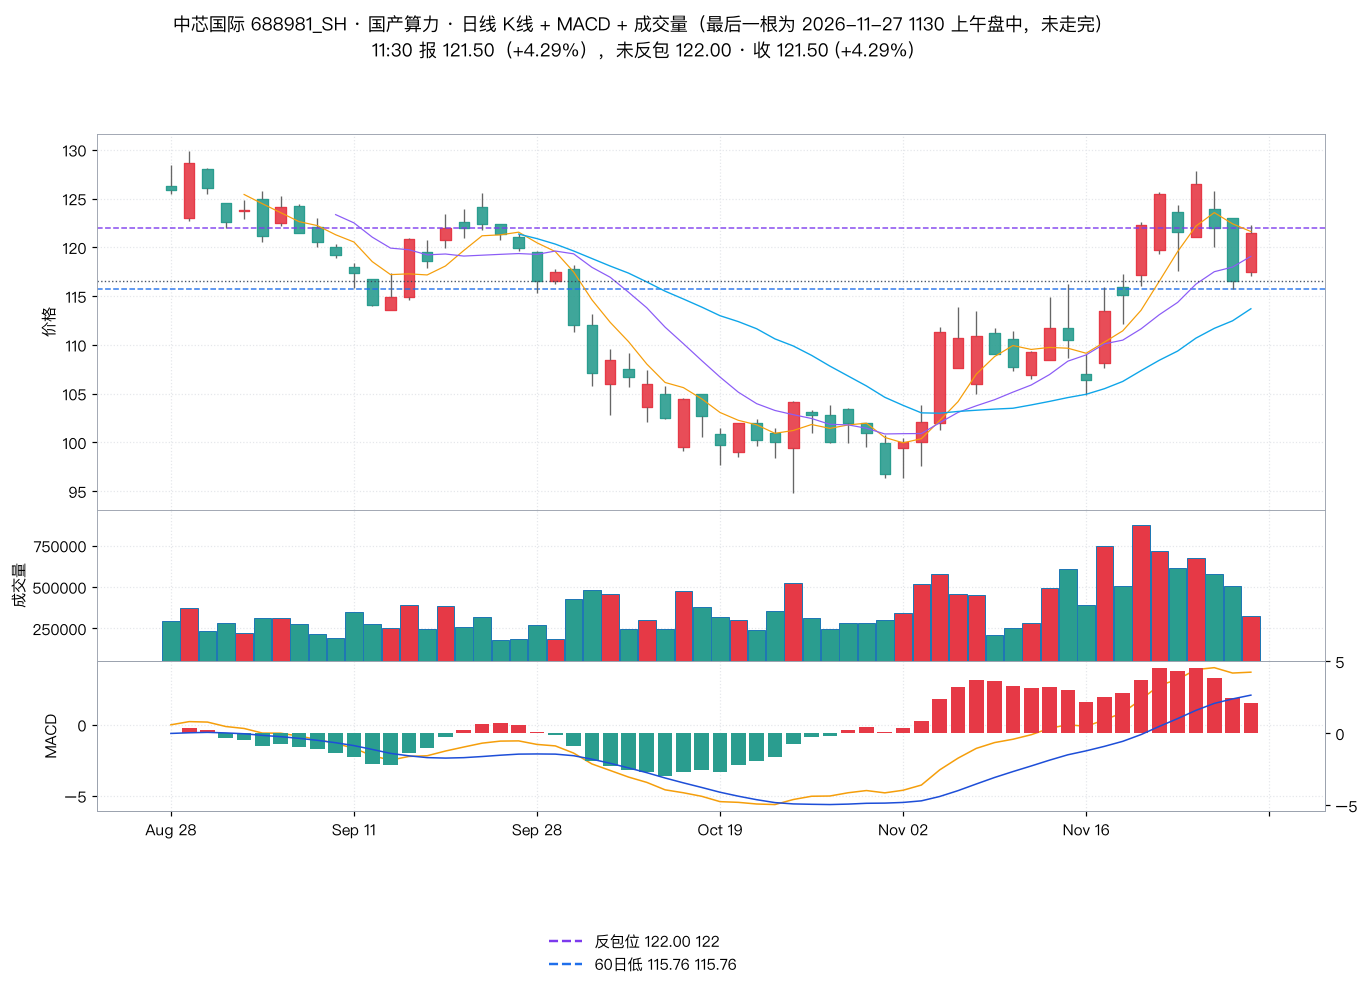 中芯国际 688981_SH · 国产算力 · 日线 K线 + MACD + 成交量（最后一根为 2026-11-27 1130 上午盘中，未走完）
11:30 报 121.50（+4.29%），未反包 122.00 · 收 121.50 (+4.29%)
130
125
120
115
110
105
100
95
价格
750000
500000
250000
成交量
5
0
−5
0
−5
MACD
Aug 28
Sep 11
Sep 28
Oct 19
Nov 02
Nov 16
反包位 122.00 122
60日低 115.76 115.76